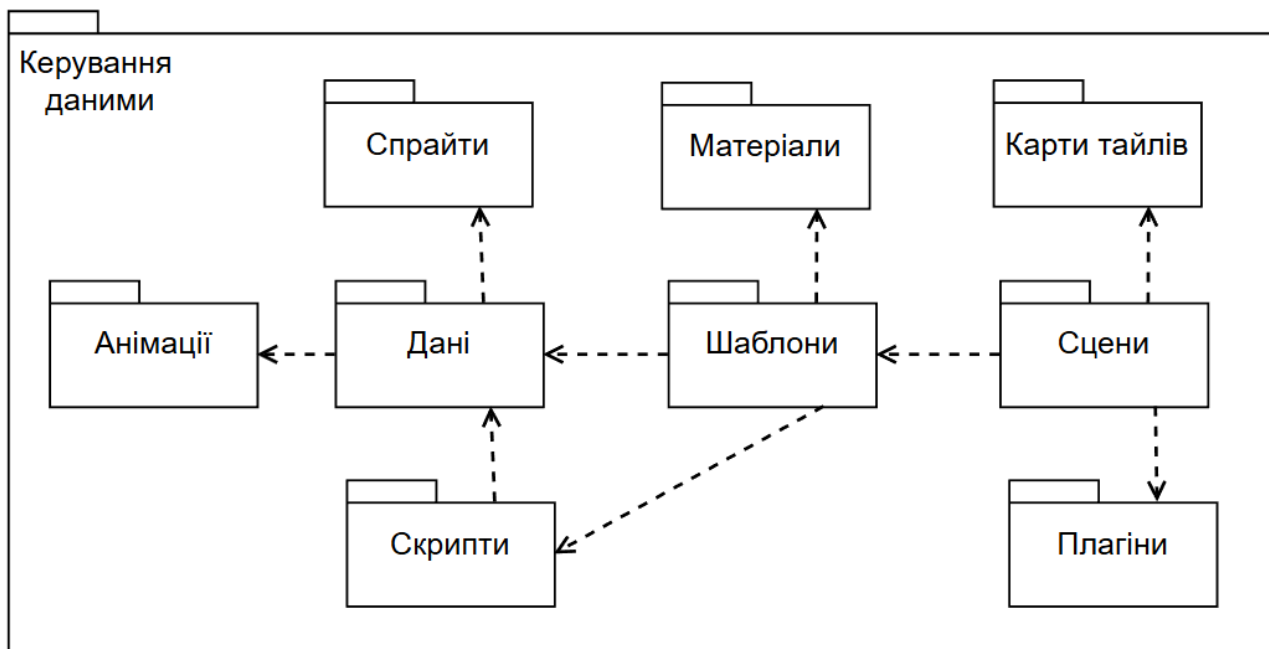 Керування
даними
Спрайти
Матеріали
Карти тайлів
Анімації
Дані
Шаблони
Сцени
Скрипти
Плагіни